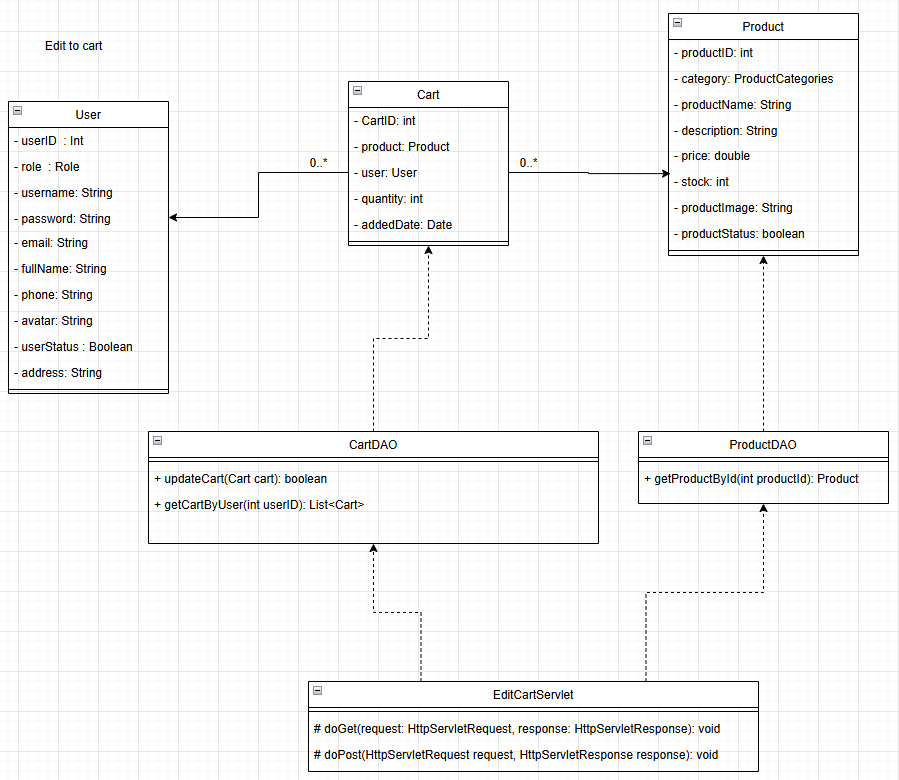 Edit to cart
User
- userID : Int
- role : Role
- username: String
- password: String
- email: String
- fullName: String
- phone: String
- avatar: String
- userStatus : Boolean
- address: String
0..*
Cart
- CartID: int
- product: Product
- user: User
- quantity: int
- addedDate: Date
0..*
Product
- productID: int
- category: ProductCategories
- productName: String
- description: String
- price: double
- stock: int
- productImage: String
- productStatus: boolean
CartDAO
+ updateCart(Cart cart): boolean
+ getCartByUser(int userID): List<Cart>
ProductDAO
+ getProductById(int productId): Product
EditCartServlet
# doGet(request: HttpServletRequest, response: HttpServletResponse): void
# doPost(HttpServletRequest request, HttpServletResponse response): void